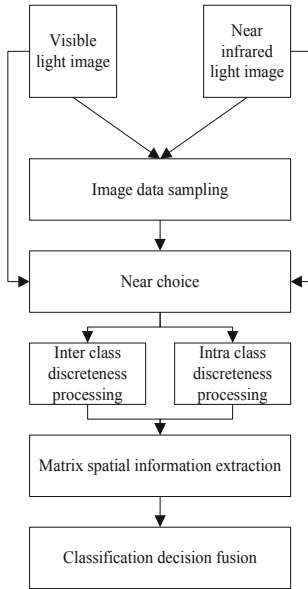 Visible
light image
Near
infrared
light image
Image data sampling
Near choice
Inter class
discreteness
processing
Intra class
discreteness
processing
Matrix spatial information extraction
Classification decision fusion